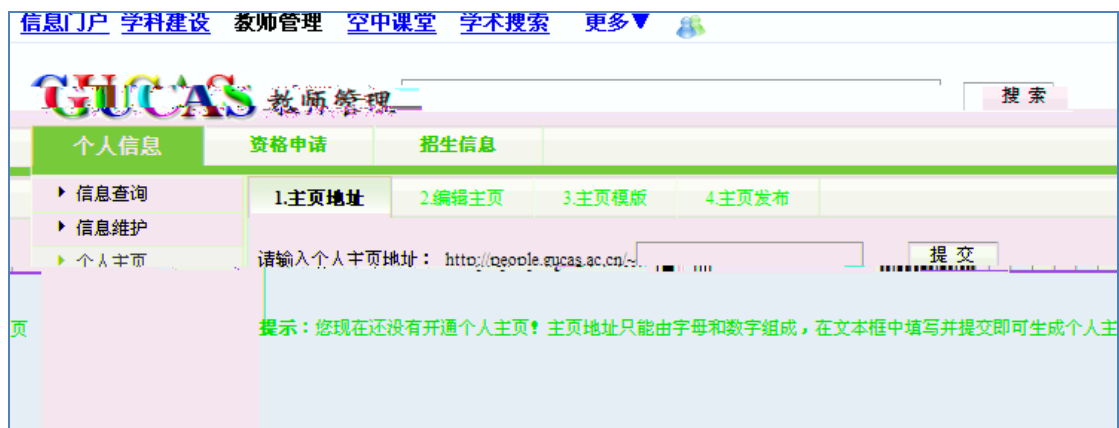 信息门户 学科建设 教师管理 空中课堂 学术搜索 更多▼
GUCAS 教师管理 搜索
个人信息 资格申请 招生信息
信息查询 1.主页地址 2.编辑主页 3.主页模版 4.主页发布
信息维护
个人主页 请输入个人主页地址： http://people.gucas.ac.cn/~ 提交
页 提示：您现在还没有开通个人主页！主页地址只能由字母和数字组成，在文本框中填写并提交即可生成个人主